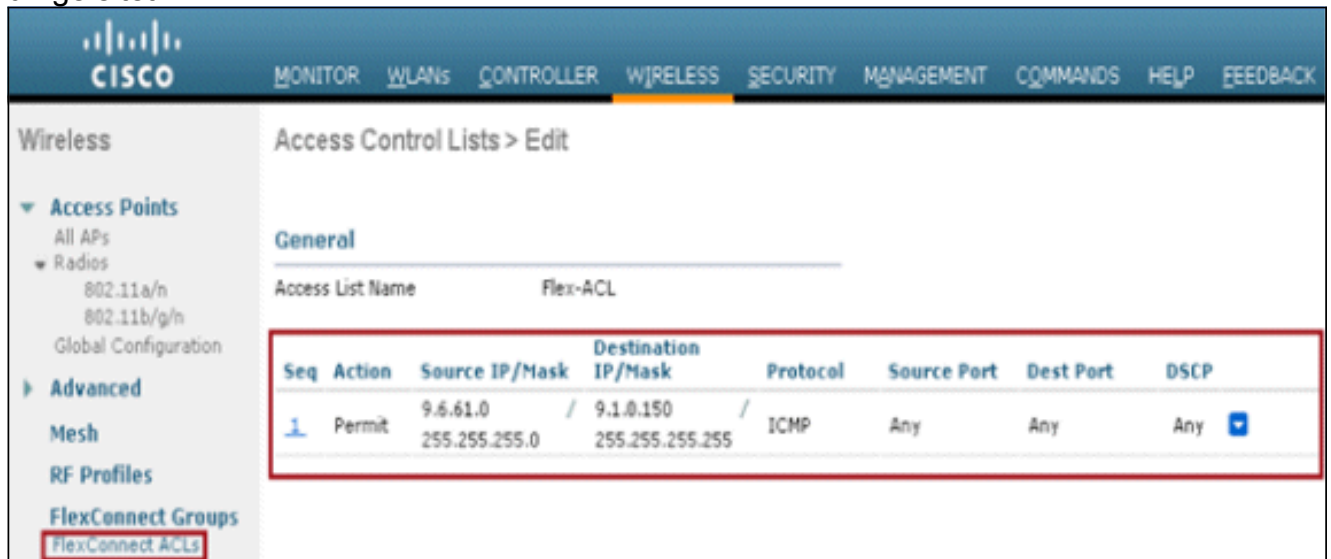 CISCO
MONITOR WLANs CONTROLLER WIRELESS SECURITY MANAGEMENT COMMANDS HELP FEEDBACK
Wireless
Access Points
All APs
Radios
802.11a/n
802.11b/g/n
Global Configuration
Advanced
Mesh
RF Profiles
FlexConnect Groups
FlexConnect ACLs
Access Control Lists > Edit
General
Access List Name Flex-ACL
Seq Action Source IP/Mask Destination IP/Mask Protocol Source Port Dest Port DSCP
1 Permit 9.6.61.0 / 9.1.0.150 / ICMP Any Any Any
255.255.255.0 255.255.255.255